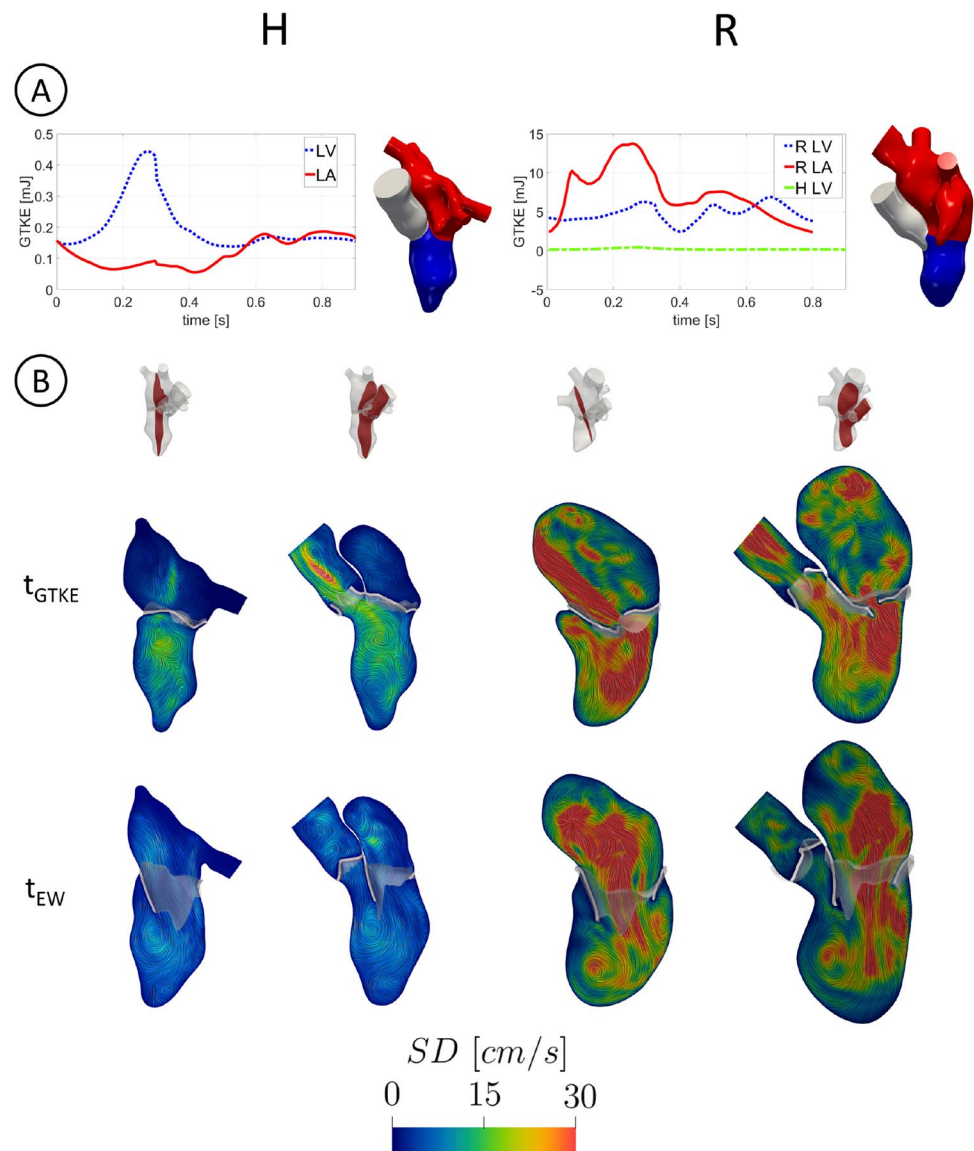 H R
A
0.5
0.4
0.3
0.2
0.1
0
GTKE [mJ]
0 0.2 0.4 0.6 0.8
time [s]
LV
LA
15
10
5
0
-5
GTKE [mJ]
0 0.2 0.4 0.6 0.8
time [s]
R LV
R LA
H LV
B
tGTKE
tEW
SD [cm/s]
0 15 30